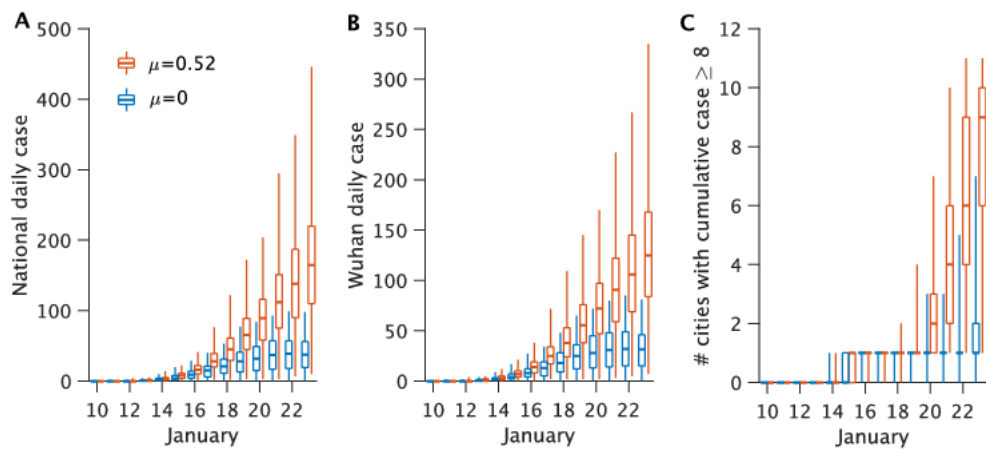 A
National daily case
500
400
300
200
100
0
μ=0.52
μ=0
10 12 14 16 18 20 22
January
B
Wuhan daily case
350
300
250
200
150
100
50
0
10 12 14 16 18 20 22
January
C
# cities with cumulative case ≥ 8
12
10
8
6
4
2
0
10 12 14 16 18 20 22
January